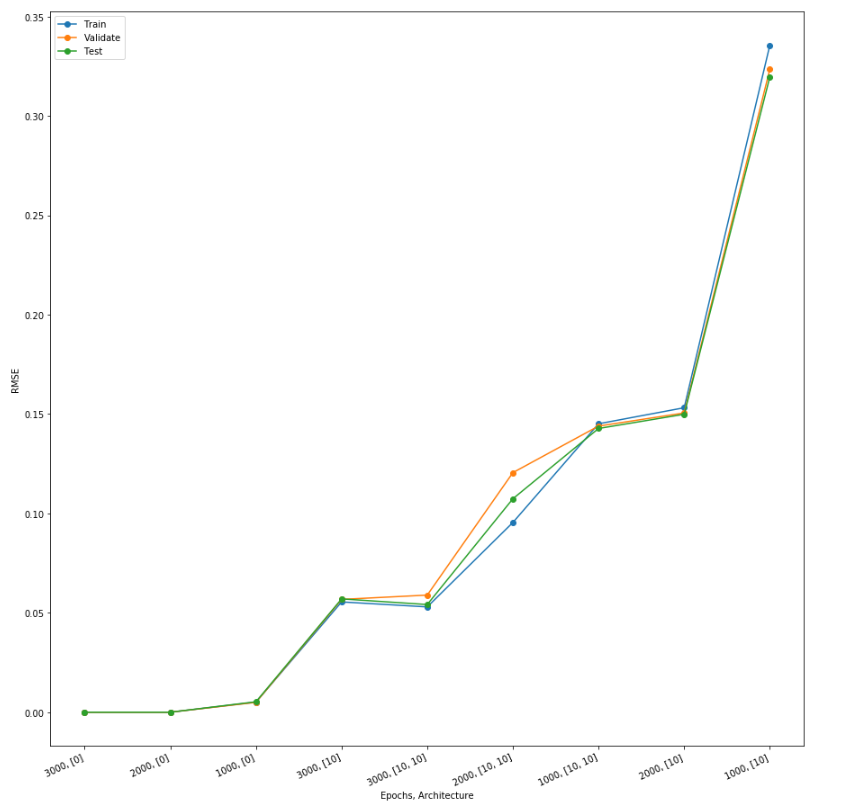 0.35
Train
Validate
Test
0.30
0.25
0.20
RMSE
0.15
0.10
0.05
0.00
3000, [0]
2000, [0]
1000, [0]
3000, [10]
3000, [10, 10]
2000, [10, 10]
1000, [10, 10]
2000, [10]
1000, [10]
Epochs, Architecture